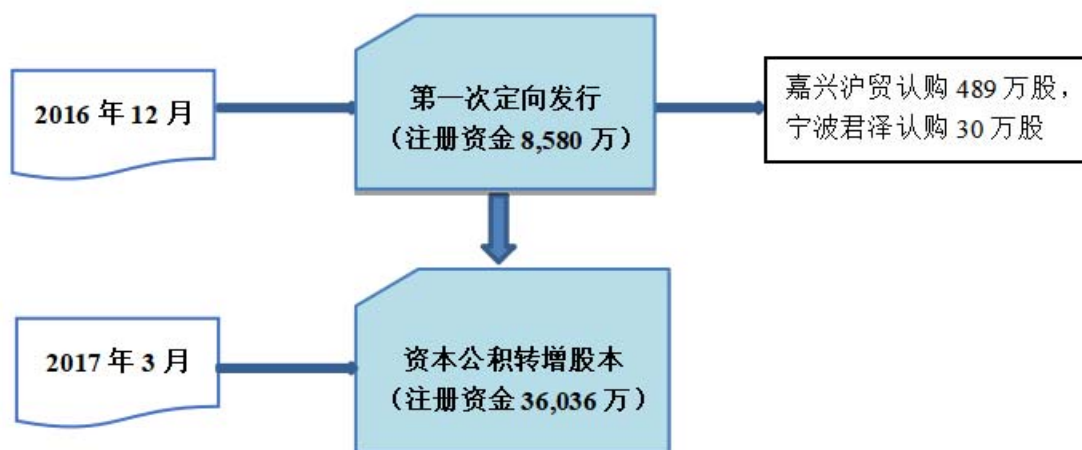 2016 年 12 月
第一次定向发行
（注册资金 8,580 万）
嘉兴沪贸认购 489 万股，
宁波君泽认购 30 万股
2017 年 3 月
资本公积转增股本
（注册资金 36,036 万）